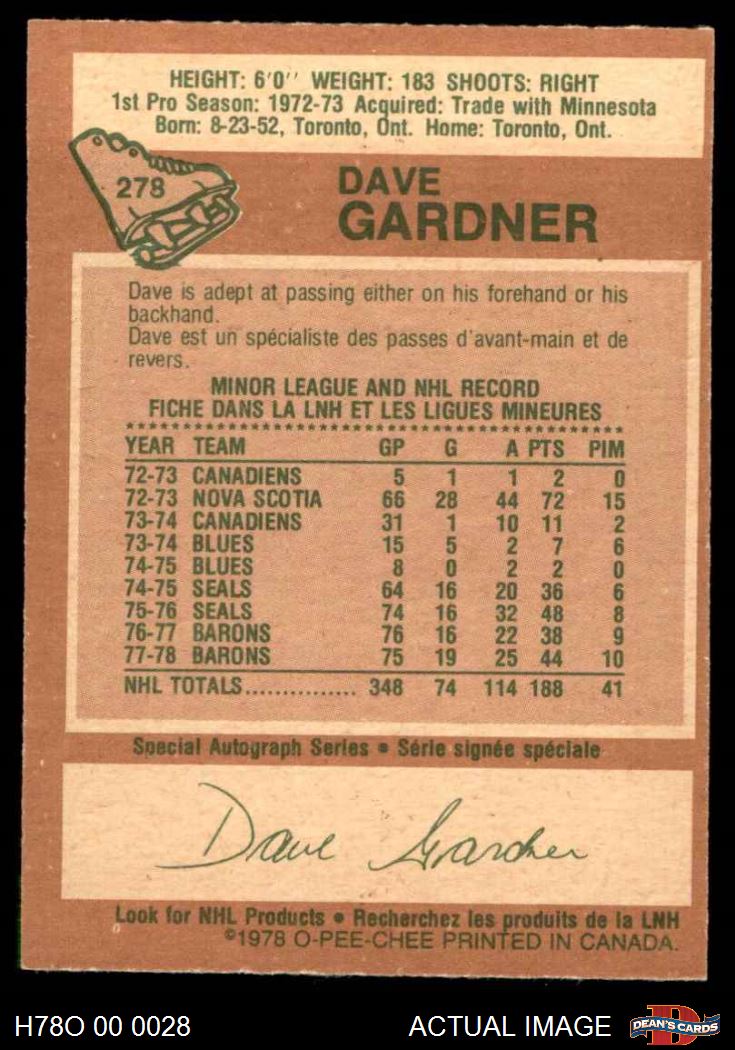 HEIGHT: 6'0'' WEIGHT: 183 SHOOTS: RIGHT
1st Pro Season: 1972-73 Acquired: Trade with Minnesota
Born: 8-23-52, Toronto, Ont. Home: Toronto, Ont.
278
DAVE
GARDNER
Dave is adept at passing either on his forehand or his
backhand.
Dave est un spécialiste des passes d'avant-main et de
revers.
MINOR LEAGUE AND NHL RECORD
FICHE DANS LA LNH ET LES LIGUES MINEURES
YEAR TEAM GP G A PTS PIM
72-73 CANADIENS 5 1 1 2 0
72-73 NOVA SCOTIA 66 28 44 72 15
73-74 CANADIENS 31 1 10 11 2
73-74 BLUES 15 5 2 7 6
74-75 BLUES 8 0 2 2 0
74-75 SEALS 64 16 20 36 6
75-76 SEALS 74 16 32 48 8
76-77 BARONS 76 16 22 38 9
77-78 BARONS 75 19 25 44 10
NHL TOTALS............... 348 74 114 188 41
Special Autograph Series • Série signée spéciale
Dave Gardner
Look for NHL Products • Recherchez les produits de la LNH
©1978 O-PEE-CHEE PRINTED IN CANADA.
H78O 00 0028 ACTUAL IMAGE DEAN'S CARDS